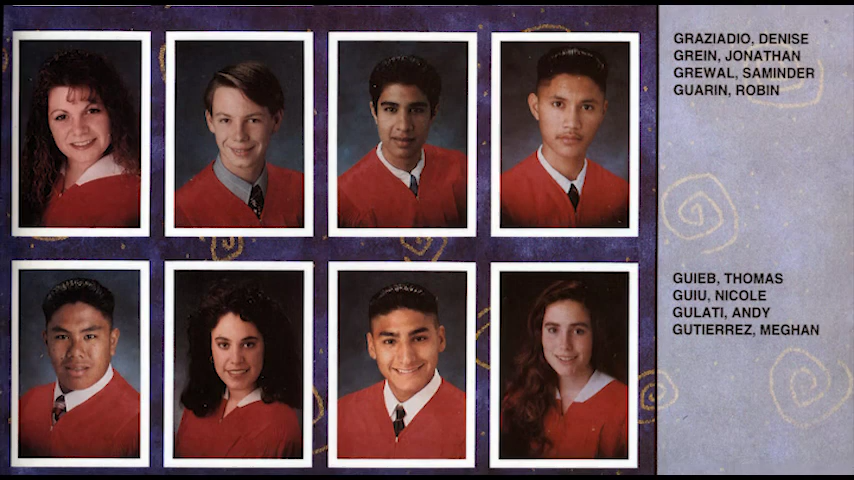 GRAZIADIO, DENISE
GREIN, JONATHAN
GREWAL, SAMINDER
GUARIN, ROBIN
GUIEB, THOMAS
GUIU, NICOLE
GULATI, ANDY
GUTIERREZ, MEGHAN